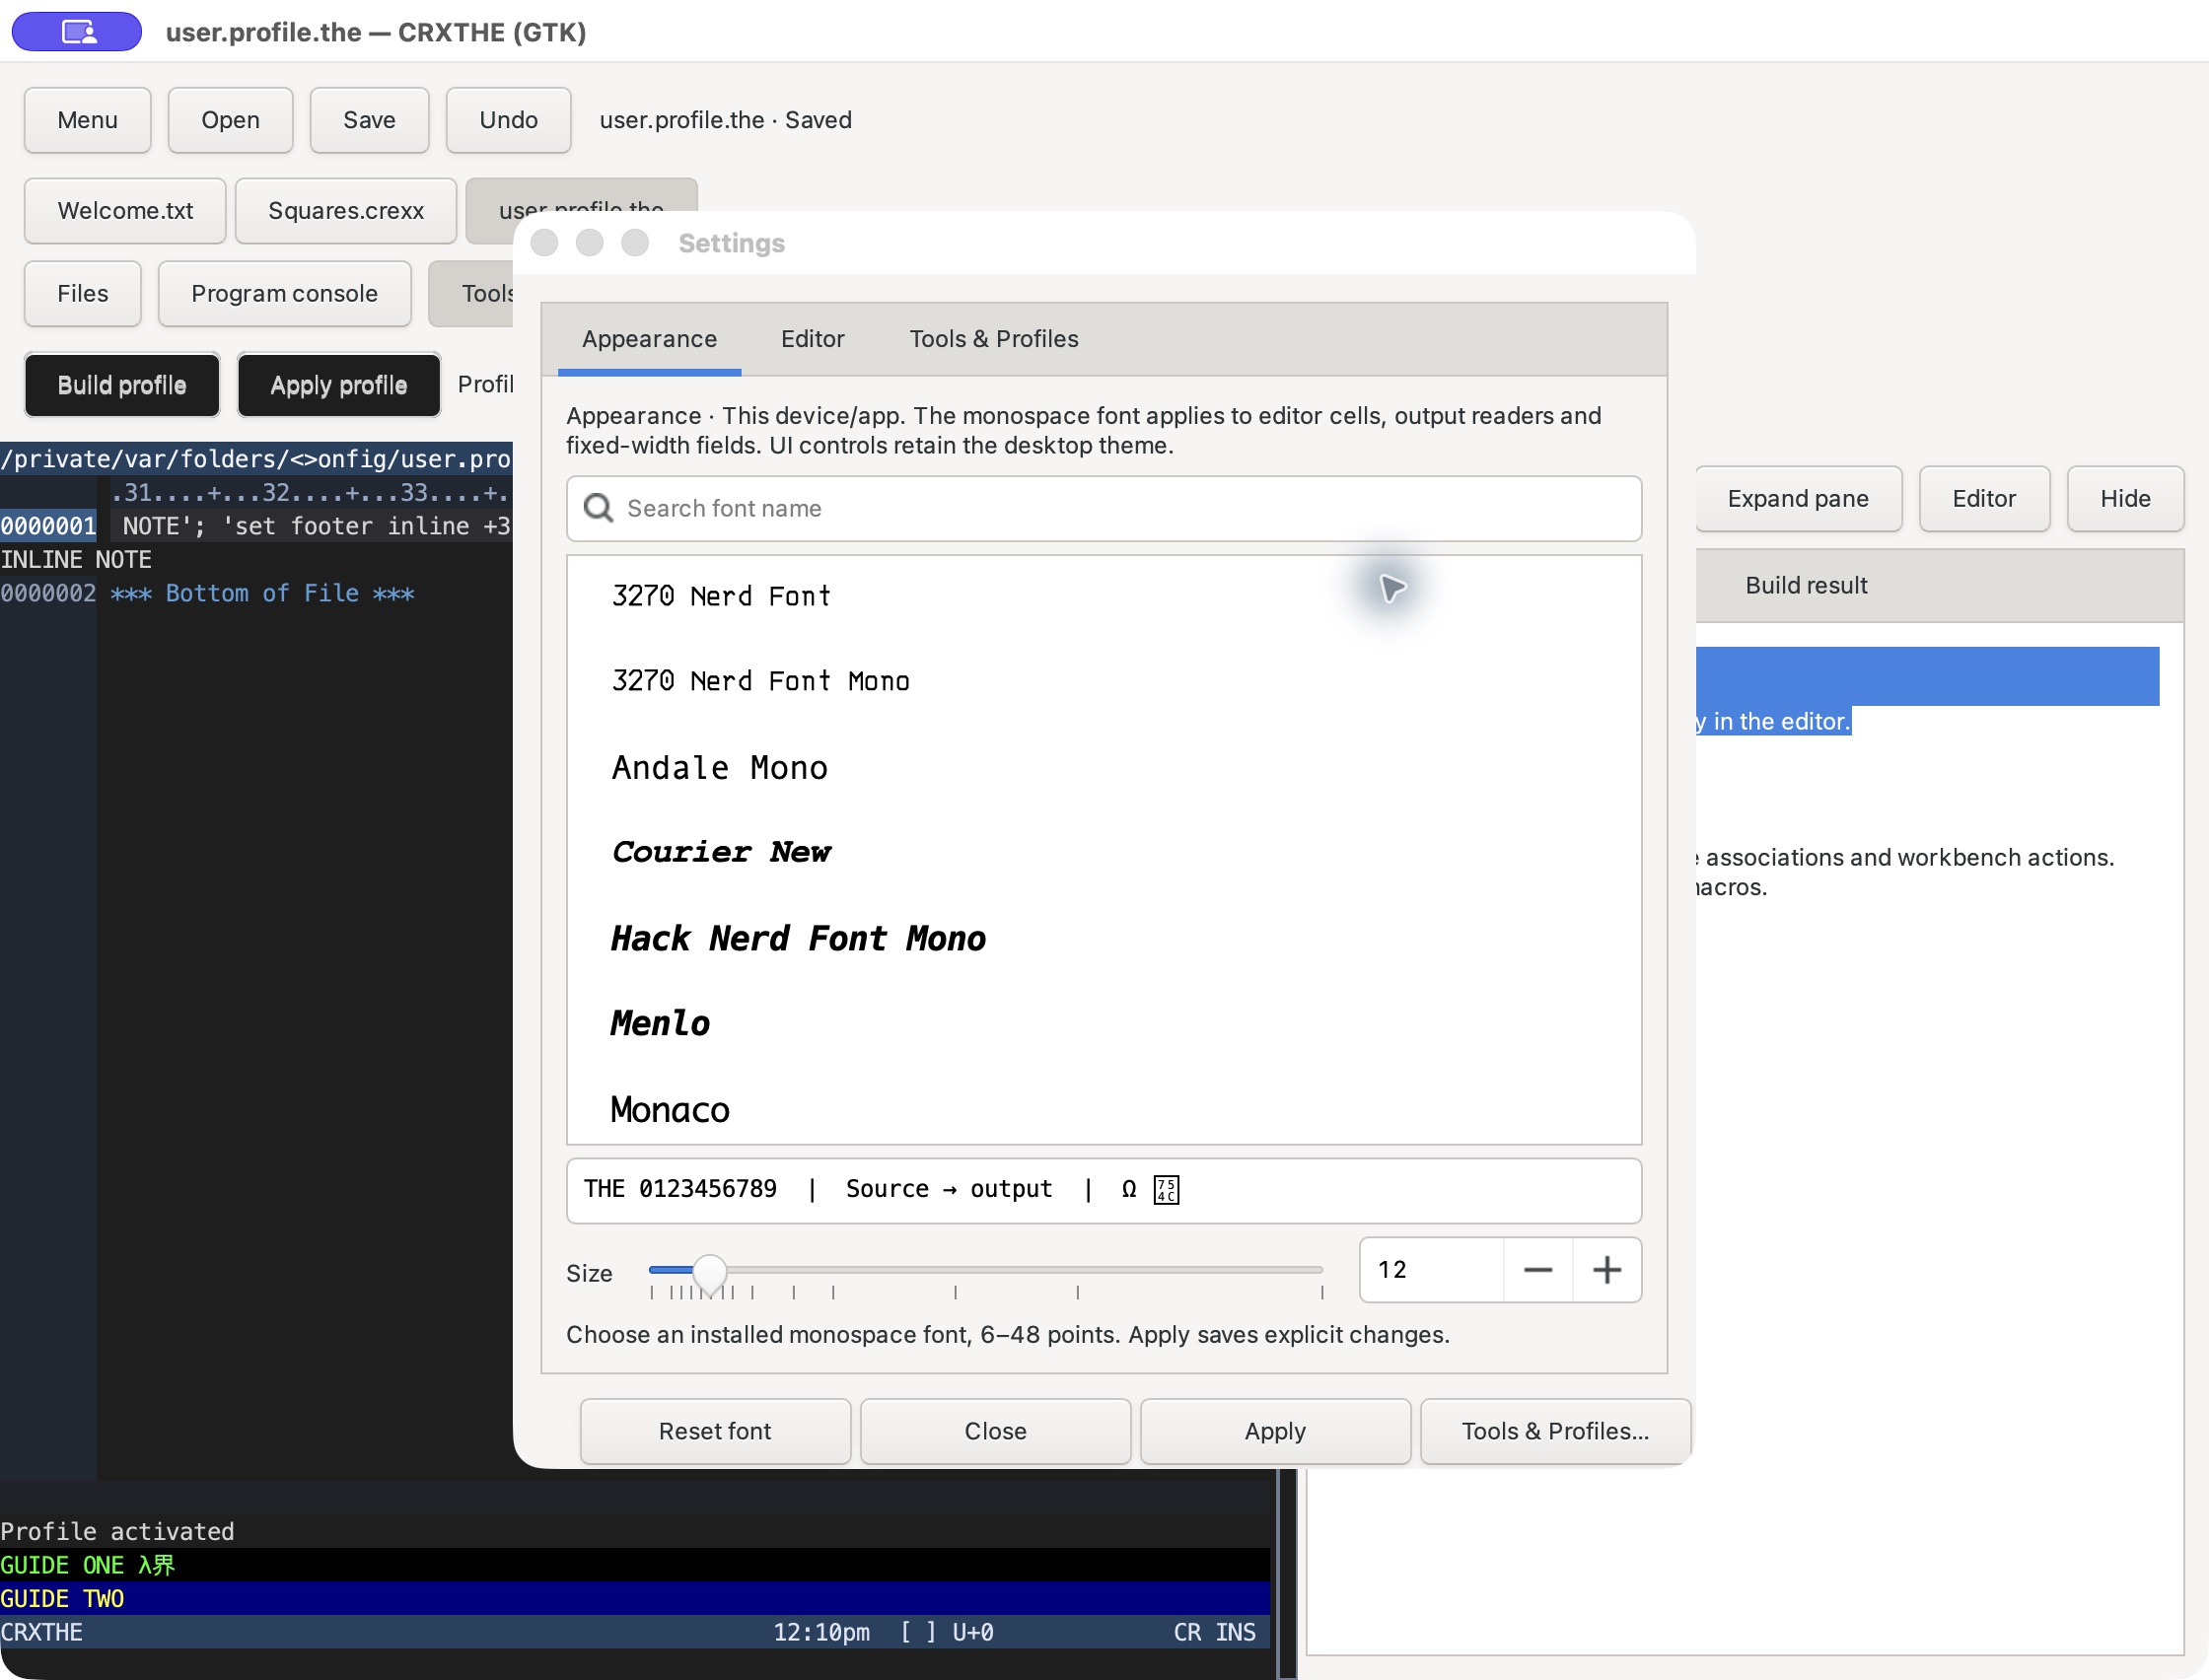 user.profile.the — CRXTHE (GTK)
Menu Open Save Undo user.profile.the · Saved
Welcome.txt Squares.crexx user.profile.the
Settings
Files Program console Tools
Appearance Editor Tools & Profiles
Build profile Apply profile Profil
Appearance · This device/app. The monospace font applies to editor cells, output readers and
fixed-width fields. UI controls retain the desktop theme.
/private/var/folders/<>onfig/user.pro
.31....+...32....+...33....+.
Search font name
Expand pane Editor Hide
0000001 NOTE'; 'set footer inline +3
INLINE NOTE
0000002 *** Bottom of File ***
Build result
3270 Nerd Font
3270 Nerd Font Mono
y in the editor.
Andale Mono
Courier New
associations and workbench actions.
acros.
Hack Nerd Font Mono
Menlo
Monaco
THE 0123456789 | Source → output | Ω
Size 12
Choose an installed monospace font, 6–48 points. Apply saves explicit changes.
Reset font Close Apply Tools & Profiles...
Profile activated
GUIDE ONE λ界
GUIDE TWO
CRXTHE 12:10pm [ ] U+0 CR INS